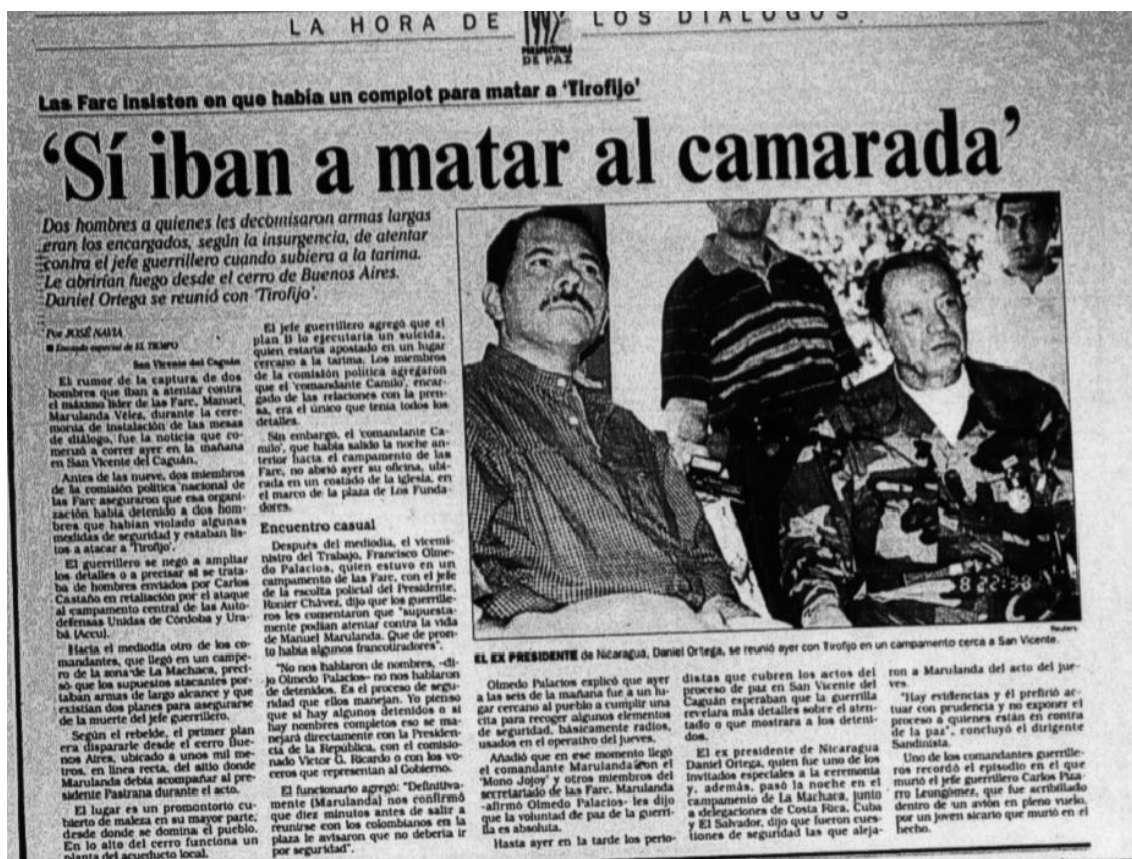 LA HORA DE LOS DIÁLOGOS
PERSPECTIVAS
DE PAZ
Las Farc insisten en que había un complot para matar a ‘Tirofijo’
‘Sí iban a matar al camarada’
Dos hombres a quienes les decomisaron armas largas
eran los encargados, según la insurgencia, de atentar
contra el jefe guerrillero cuando subiera a la tarima.
Le abrirían fuego desde el cerro de Buenos Aires.
Daniel Ortega se reunió con ‘Tirofijo’.
Por JOSÉ NAVIA
■ Enviado especial de EL TIEMPO
San Vicente del Caguán
El rumor de la captura de dos
hombres que iban a atentar contra
el máximo líder de las Farc, Manuel
Marulanda Vélez, durante la cere-
monia de instalación de las mesas
de diálogo, fue la noticia que co-
menzó a correr ayer en la mañana
en San Vicente del Caguán.
Antes de las nueve, dos miembros
de la comisión política nacional de
las Farc aseguraron que esa organi-
zación había detenido a dos hom-
bres que habían violado algunas
medidas de seguridad y estaban lis-
tos a atacar a ‘Tirofijo’.
El guerrillero se negó a ampliar
los detalles o a precisar si se trata-
ba de hombres enviados por Carlos
Castaño en retaliación por el ataque
al campamento central de las Auto-
defensas Unidas de Córdoba y Ura-
bá (Accu).
Hacia el mediodía otro de los co-
mandantes, que llegó en un campe-
ro de la zona de La Machaca, preci-
só que los supuestos atacantes por-
taban armas de largo alcance y que
existían dos planes para asegurarse
de la muerte del jefe guerrillero.
Según el rebelde, el primer plan
era dispararle desde el cerro Bue-
nos Aires, ubicado a unos mil me-
tros, en línea recta, del sitio donde
Marulanda debía acompañar al pre-
sidente Pastrana durante el acto.
El lugar es un promontorio cu-
bierto de maleza en su mayor parte,
desde donde se domina el pueblo.
En lo alto del cerro funciona un
planta del acueducto local.
El jefe guerrillero agregó que el
plan B lo ejecutaría un suicida,
quien estaría apostado en un lugar
cercano a la tarima. Los miembros
de la comisión política agregaron
que el ‘comandante Camilo’, encar-
gado de las relaciones con la pren-
sa, era el único que tenía todos los
detalles.
Sin embargo, el ‘comandante Ca-
milo’, que había salido la noche an-
terior hacia el campamento de las
Farc, no abrió ayer su oficina, ubi-
cada en un costado de la iglesia, en
el marco de la plaza de Los Funda-
dores.
Encuentro casual
Después del mediodía, el vicemi-
nistro del Trabajo, Francisco Olme-
do Palacios, quien estuvo en un
campamento de las Farc, con el jefe
de la escolta policial del Presidente,
Ronier Chávez, dijo que los guerrille-
ros les comentaron que "supuesta-
mente podían atentar contra la vida
de Manuel Marulanda. Que de pron-
to había algunos francotiradores".
"No nos hablaron de nombres, -di-
jo Olmedo Palacios- no nos hablaron
de detenidos. Es el proceso de segu-
ridad que ellos manejan. Yo pienso
que si hay algunos detenidos o si
hay nombres completos eso se ma-
nejará directamente con la Presiden-
cia de la República, con el comisio-
nado Víctor G. Ricardo o con los vo-
ceros que representan al Gobierno.
El funcionario agregó: "Definitiva-
mente (Marulanda) nos confirmó
que diez minutos antes de salir a
reunirse con los colombianos en la
plaza le avisaron que no debería ir
por seguridad".
8 22:38
Reuters
EL EX PRESIDENTE de Nicaragua, Daniel Ortega, se reunió ayer con Tirofijo en un campamento cerca a San Vicente.
Olmedo Palacios explicó que ayer
a las seis de la mañana fue a un lu-
gar cercano al pueblo a cumplir una
cita para recoger algunos elementos
de seguridad, básicamente radios,
usados en el operativo del jueves.
Añadió que en ese momento llegó
el comandante Marulanda con el
‘Mono Jojoy’ y otros miembros del
secretariado de las Farc. Marulanda
-afirmó Olmedo Palacios- les dijo
que la voluntad de paz de la guerri-
lla es absoluta.
Hasta ayer en la tarde los perio-
distas que cubren los actos del
proceso de paz en San Vicente del
Caguán esperaban que la guerrilla
revelara más detalles sobre el aten-
tado o que mostrara a los deteni-
dos.
El ex presidente de Nicaragua
Daniel Ortega, quien fue uno de los
invitados especiales a la ceremonia
y, además, pasó la noche en el
campamento de La Machaca, junto
a delegaciones de Costa Rica, Cuba
y El Salvador, dijo que fueron cues-
tiones de seguridad las que aleja-
ron a Marulanda del acto del jue-
ves.
"Hay evidencias y él prefirió ac-
tuar con prudencia y no exponer el
proceso a quienes están en contra
de la paz", concluyó el dirigente
Sandinista.
Uno de los comandantes guerrille-
ros recordó el episodio en el que
murió el jefe guerrillero Carlos Piza-
rro Leongómez, que fue acribillado
dentro de un avión en pleno vuelo,
por un joven sicario que murió en el
hecho.